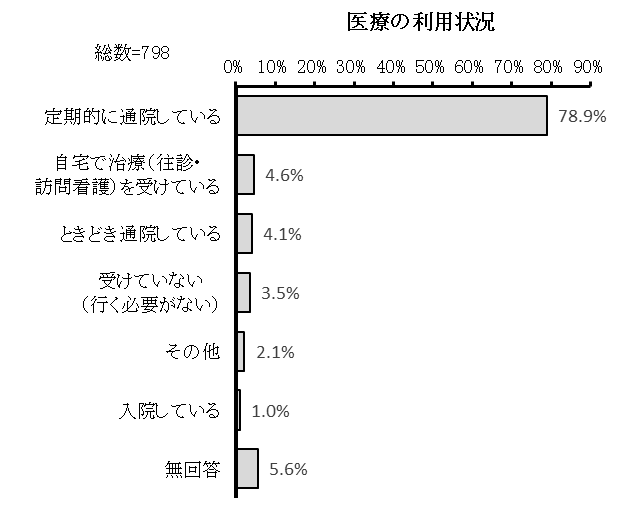 医療の利用状況
総数=798
0% 10% 20% 30% 40% 50% 60% 70% 80% 90%
定期的に通院している 78.9%
自宅で治療（往診・
訪問看護）を受けている 4.6%
ときどき通院している 4.1%
受けていない
（行く必要がない） 3.5%
その他 2.1%
入院している 1.0%
無回答 5.6%